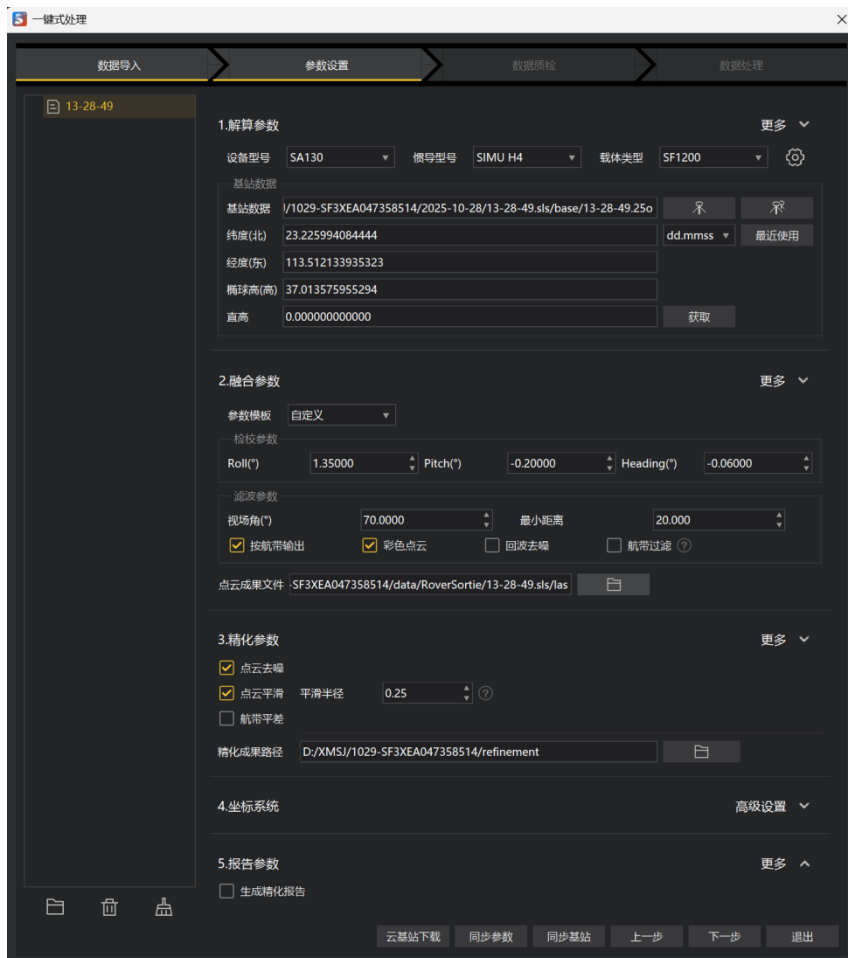 一键式处理
数据导入 参数设置 数据质检 数据处理
13-28-49
1.解算参数 更多
设备型号 SA130 惯导型号 SIMU H4 载体类型 SF1200
基站数据
基站数据 /1029-SF3XEA047358514/2025-10-28/13-28-49.sls/base/13-28-49.25o
纬度(北) 23.225994084444 dd.mmss 最近使用
经度(东) 113.512133935323
椭球高(高) 37.013575955294
直高 0.000000000000 获取
2.融合参数 更多
参数模板 自定义
检校参数
Roll(°) 1.35000 Pitch(°) -0.20000 Heading(°) -0.06000
滤波参数
视场角(°) 70.0000 最小距离 20.000
按航带输出 彩色点云 回波去噪 航带过滤 ?
点云成果文件 -SF3XEA047358514/data/RoverSortie/13-28-49.sls/las
3.精化参数 更多
点云去噪
点云平滑 平滑半径 0.25 ?
航带平差
精化成果路径 D:/XMSJ/1029-SF3XEA047358514/refinement
4.坐标系统 高级设置
5.报告参数 更多
生成精化报告
云基站下载 同步参数 同步基站 上一步 下一步 退出